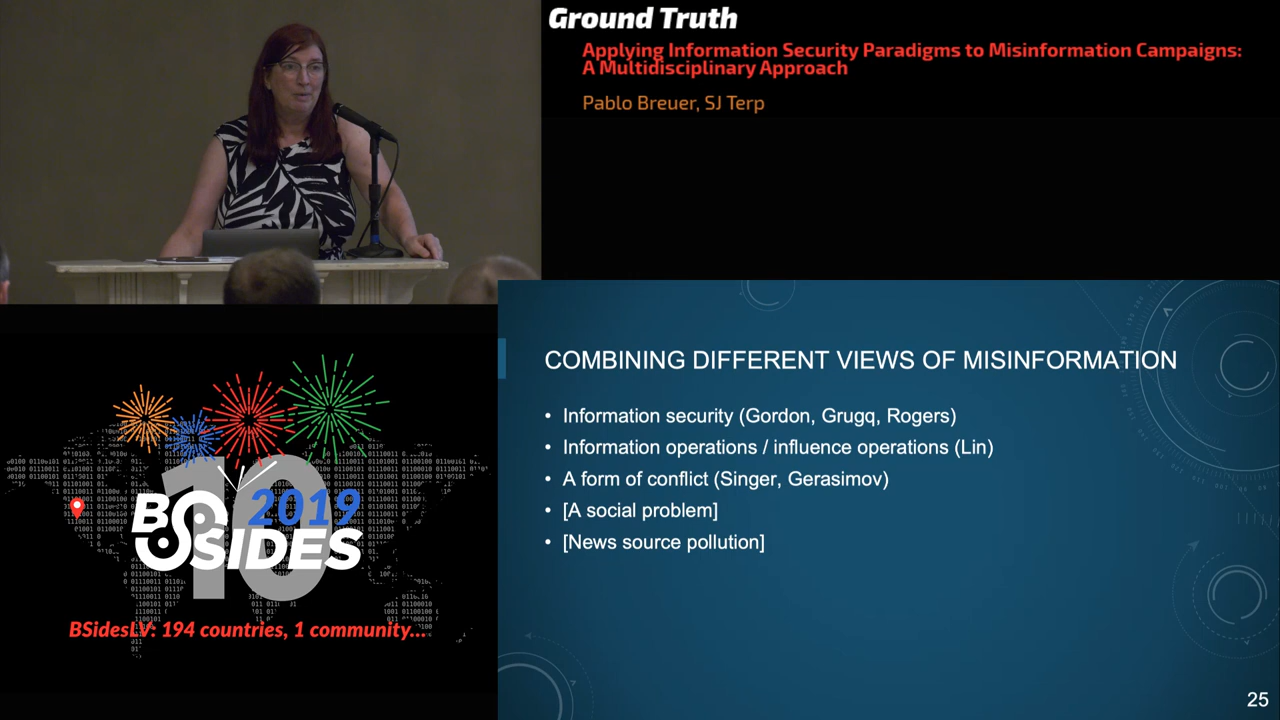 Ground Truth
Applying Information Security Paradigms to Misinformation Campaigns:
A Multidisciplinary Approach
Pablo Breuer, SJ Terp
COMBINING DIFFERENT VIEWS OF MISINFORMATION
• Information security (Gordon, Grugq, Rogers)
• Information operations / influence operations (Lin)
• A form of conflict (Singer, Gerasimov)
• [A social problem]
• [News source pollution]
25
10
2019
BSIDES
BSidesLV: 194 countries, 1 community...